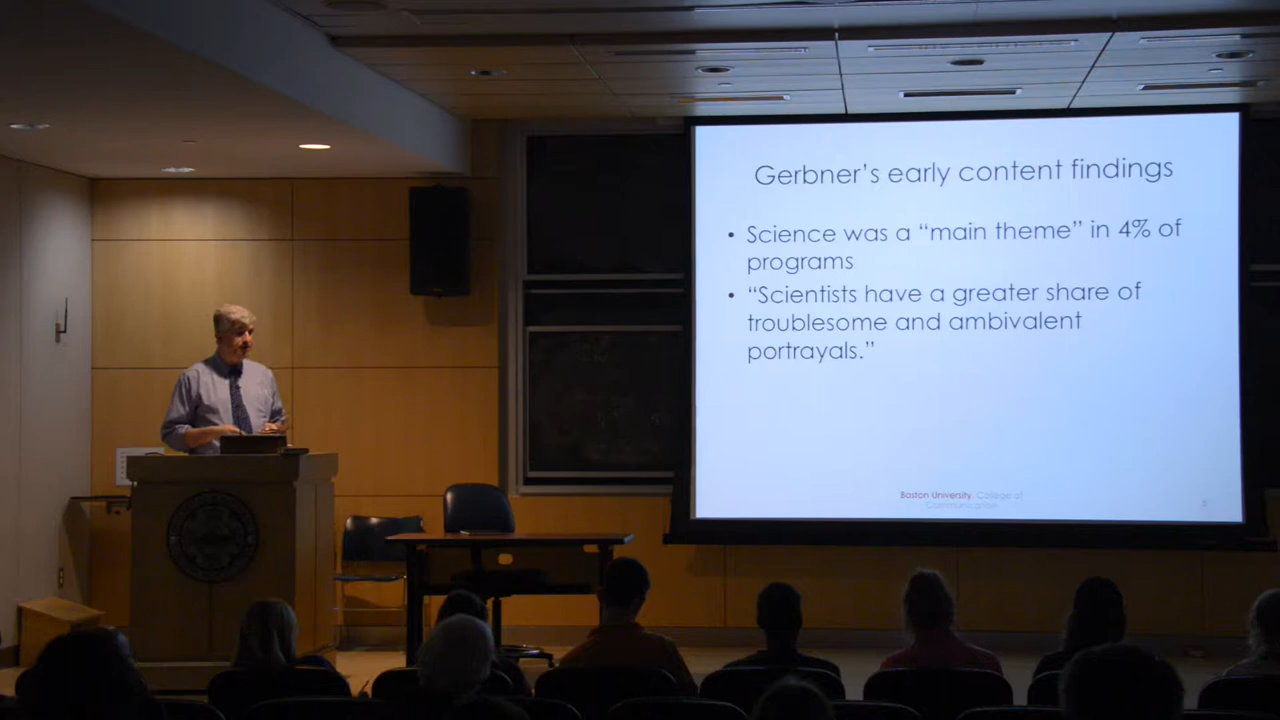 Gerbner's early content findings
• Science was a “main theme” in 4% of
programs
• “Scientists have a greater share of
troublesome and ambivalent
portrayals.”
Boston University College of
Communication